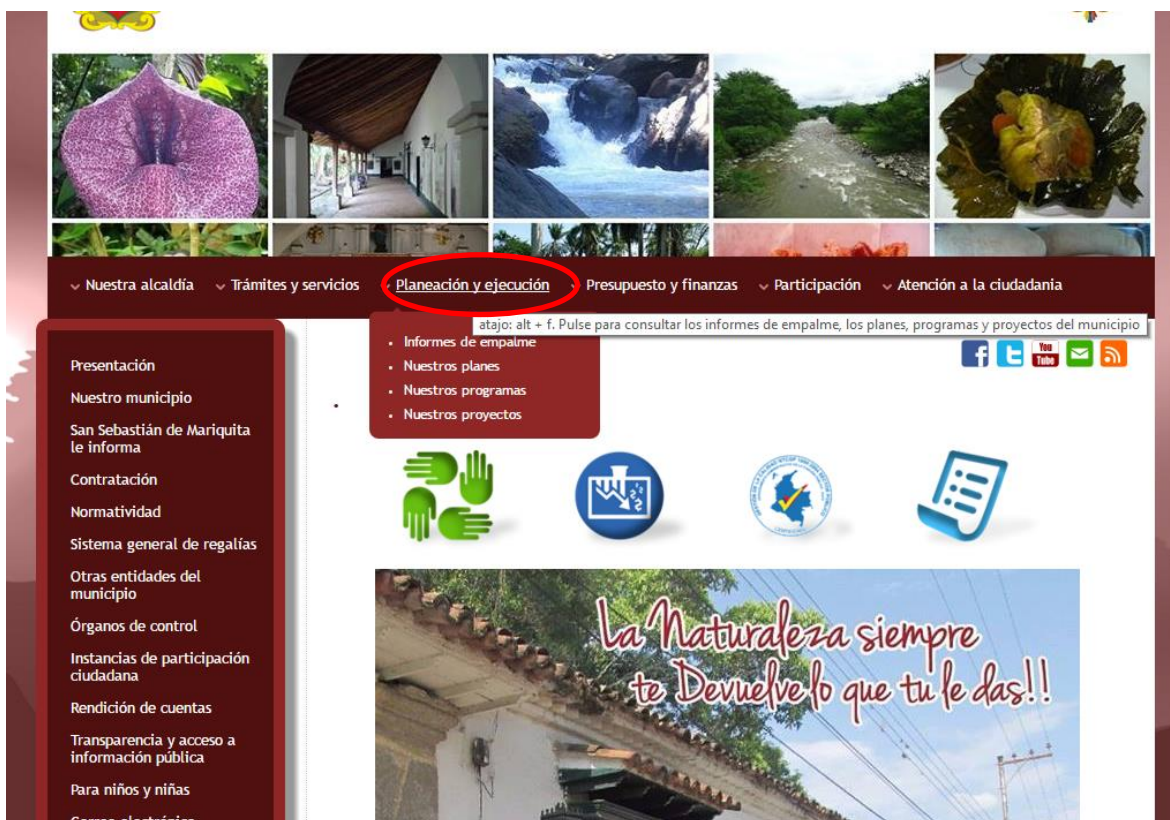 Nuestra alcaldía Trámites y servicios Planeación y ejecución Presupuesto y finanzas Participación Atención a la ciudadania
atajo: alt + f. Pulse para consultar los informes de empalme, los planes, programas y proyectos del municipio
Informes de empalme
Nuestros planes
Nuestros programas
Nuestros proyectos
You
Tube
Presentación
Nuestro municipio
San Sebastián de Mariquita
le informa
Contratación
Normatividad
Sistema general de regalías
Otras entidades del
municipio
Órganos de control
Instancias de participación
ciudadana
Rendición de cuentas
Transparencia y acceso a
información pública
Para niños y niñas
Correo electrónico
La Naturaleza siempre
te Devuelve lo que tu le das!!